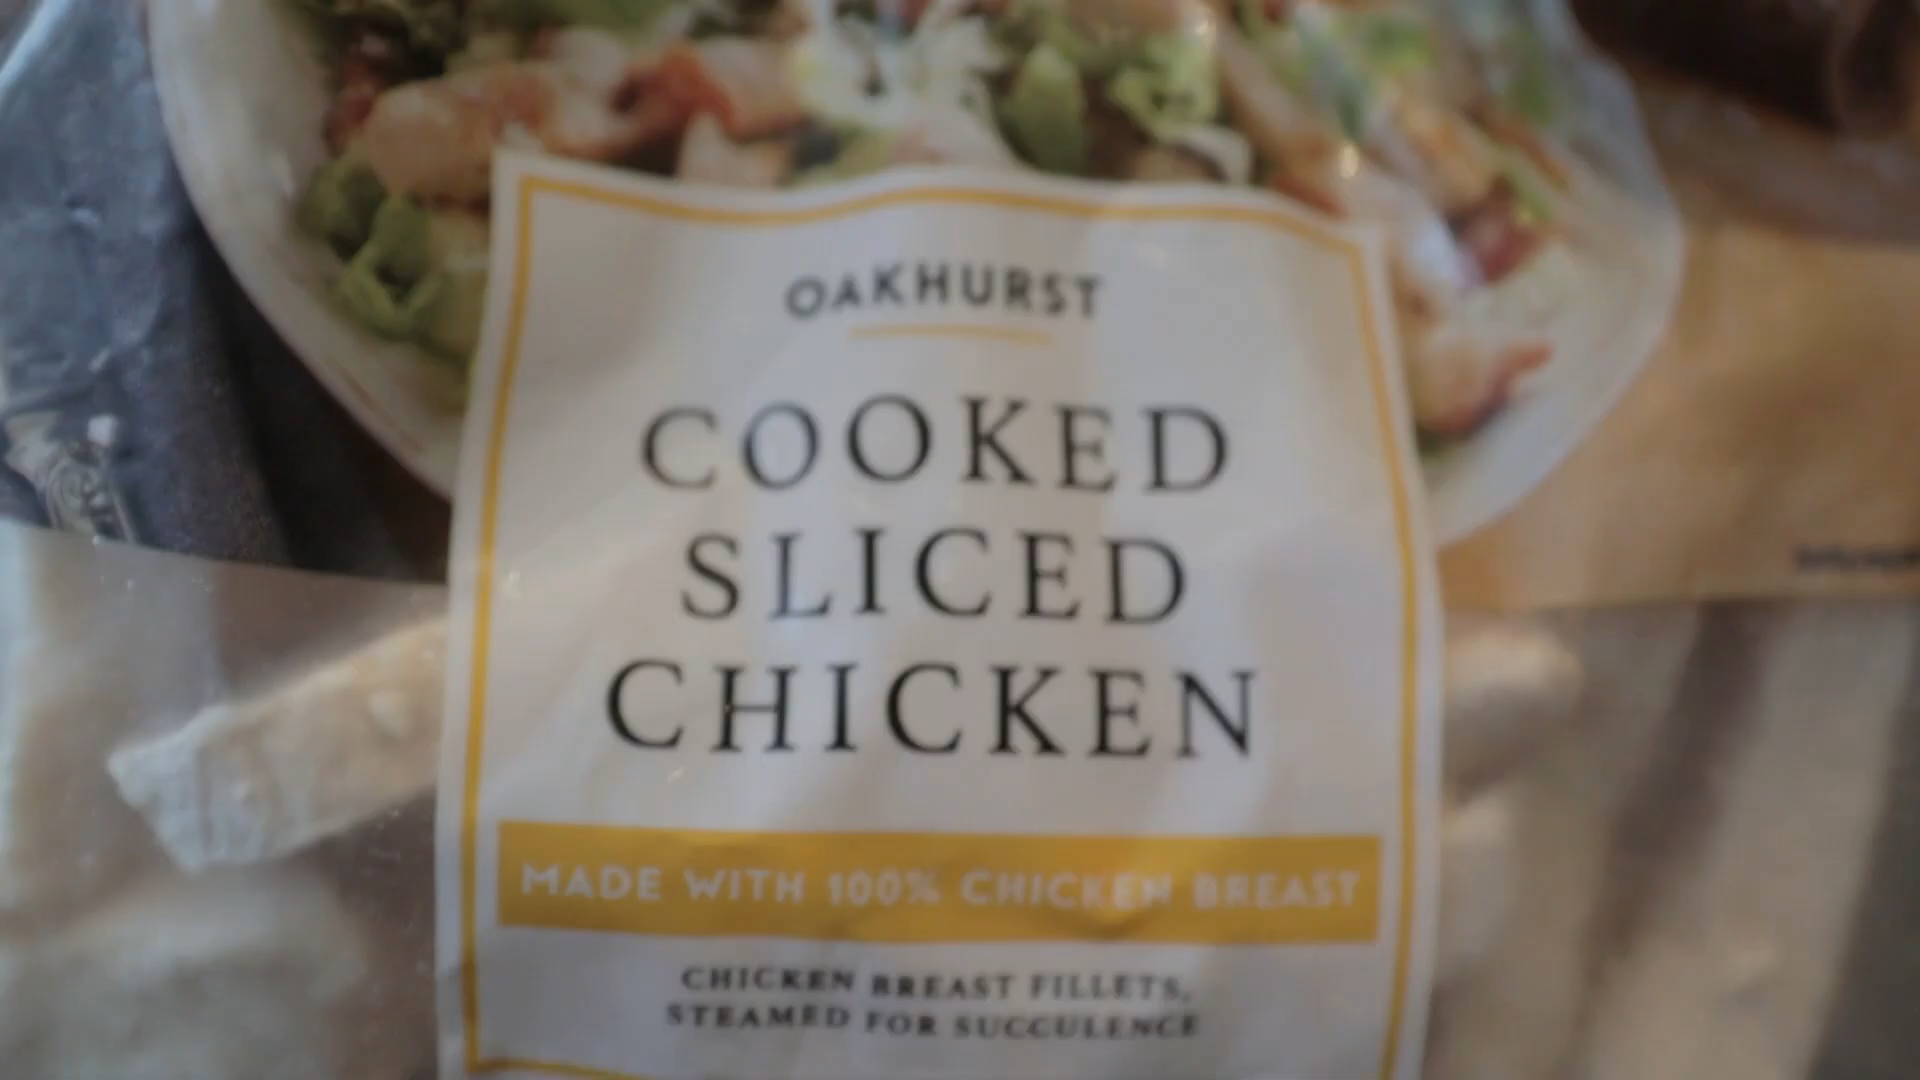 OAKHURST
COOKED
SLICED
CHICKEN
MADE WITH 100% CHICKEN BREAST
CHICKEN BREAST FILLETS,
STEAMED FOR SUCCULENCE